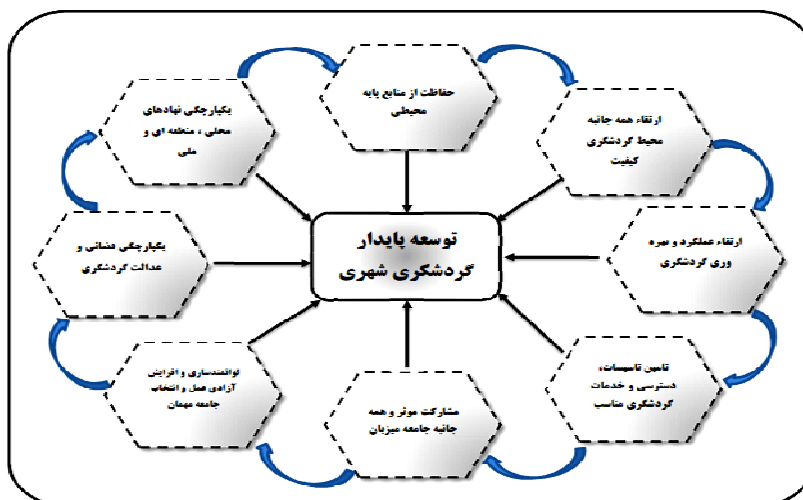 حفاظت از منابع پایه
محیطی
ارتقاء همه جانبه
محیط گردشگری
کیفیت
ارتقاء عملکرد و بهره
وری گردشگری
تامین تاسیسات،
دسترسی و خدمات
گردشگری مناسب
مشارکت موثر و همه
جانبه جامعه میزبان
توانمندسازی و افزایش
آزادی عمل و انتخاب
جامعه مهمان
یکپارچگی فضائی و
عدالت گردشگری
یکپارچگی نهادهای
محلی ، منطقه ای و
ملی
توسعه پایدار
گردشگری شهری